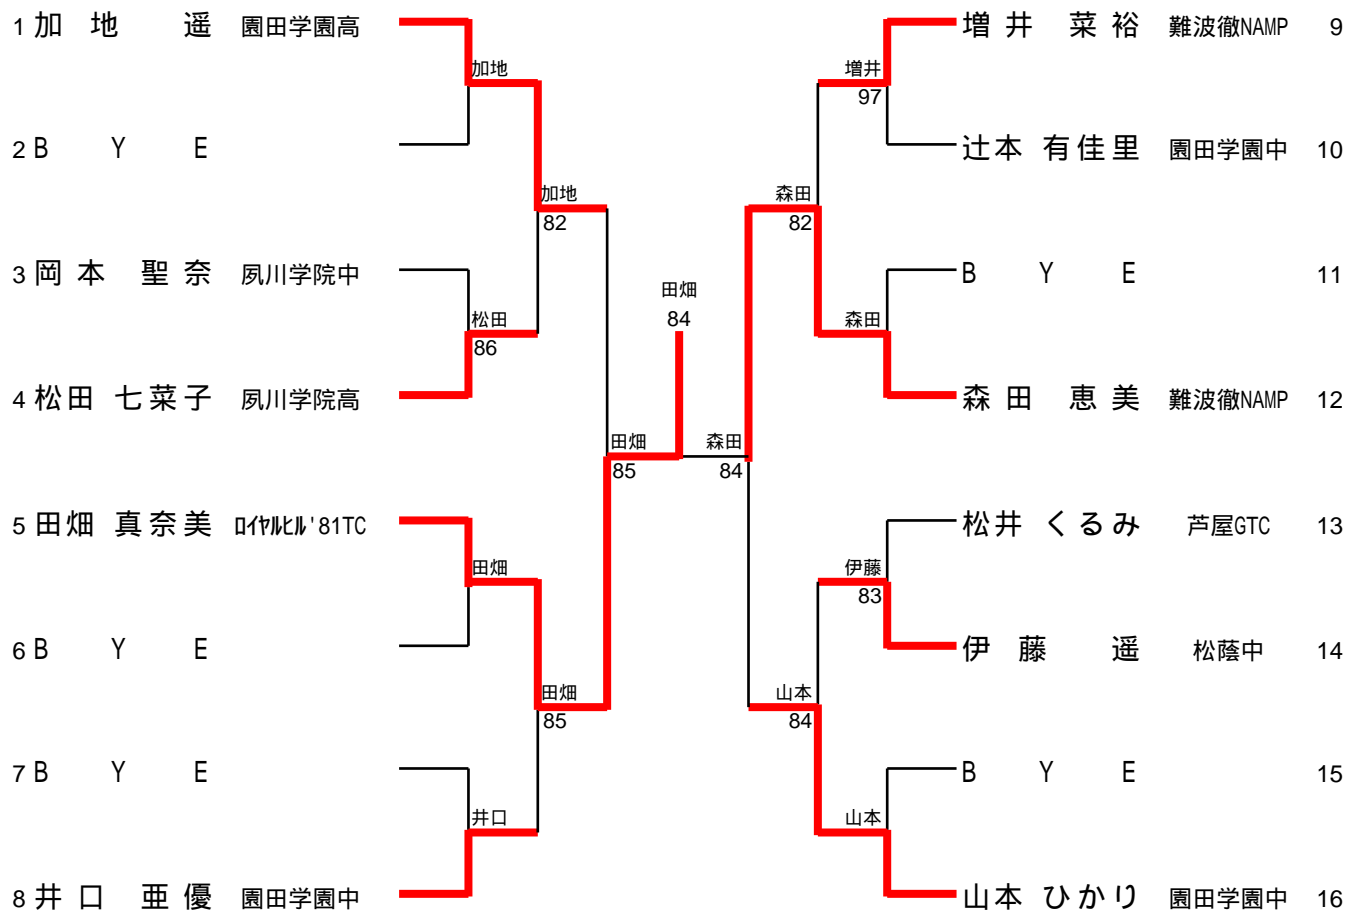 1 加 地 遥 園田学園高
加地
2 B Y E
加地
82
3 岡 本 聖 奈 夙川学院中
松田
86
4 松田 七菜子 夙川学院高
田畑
85
5 田畑 真奈美 ﾛｲﾔﾙﾋﾙ'81TC
田畑
6 B Y E
田畑
85
7 B Y E
井口
8 井 口 亜 優 園田学園中
田畑
84
増 井 菜 裕 難波徹NAMP 9
増井
97
辻本 有佳里 園田学園中 10
森田
82
B Y E 11
森田
森 田 恵 美 難波徹NAMP 12
森田
84
松井 くるみ 芦屋GTC 13
伊藤
83
伊 藤 遥 松蔭中 14
山本
84
B Y E 15
山本
山本 ひかり 園田学園中 16